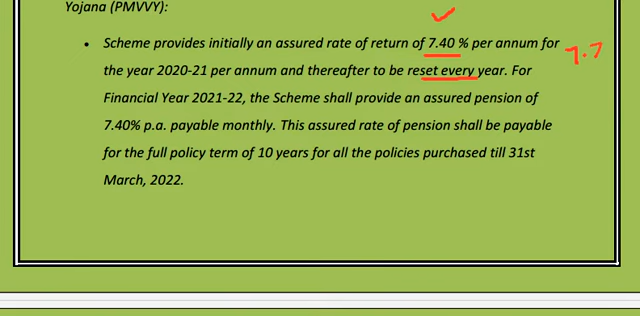 Yojana (PMVVY):
• Scheme provides initially an assured rate of return of 7.40 % per annum for
7.7
the year 2020-21 per annum and thereafter to be reset every year. For
Financial Year 2021-22, the Scheme shall provide an assured pension of
7.40% p.a. payable monthly. This assured rate of pension shall be payable
for the full policy term of 10 years for all the policies purchased till 31st
March, 2022.